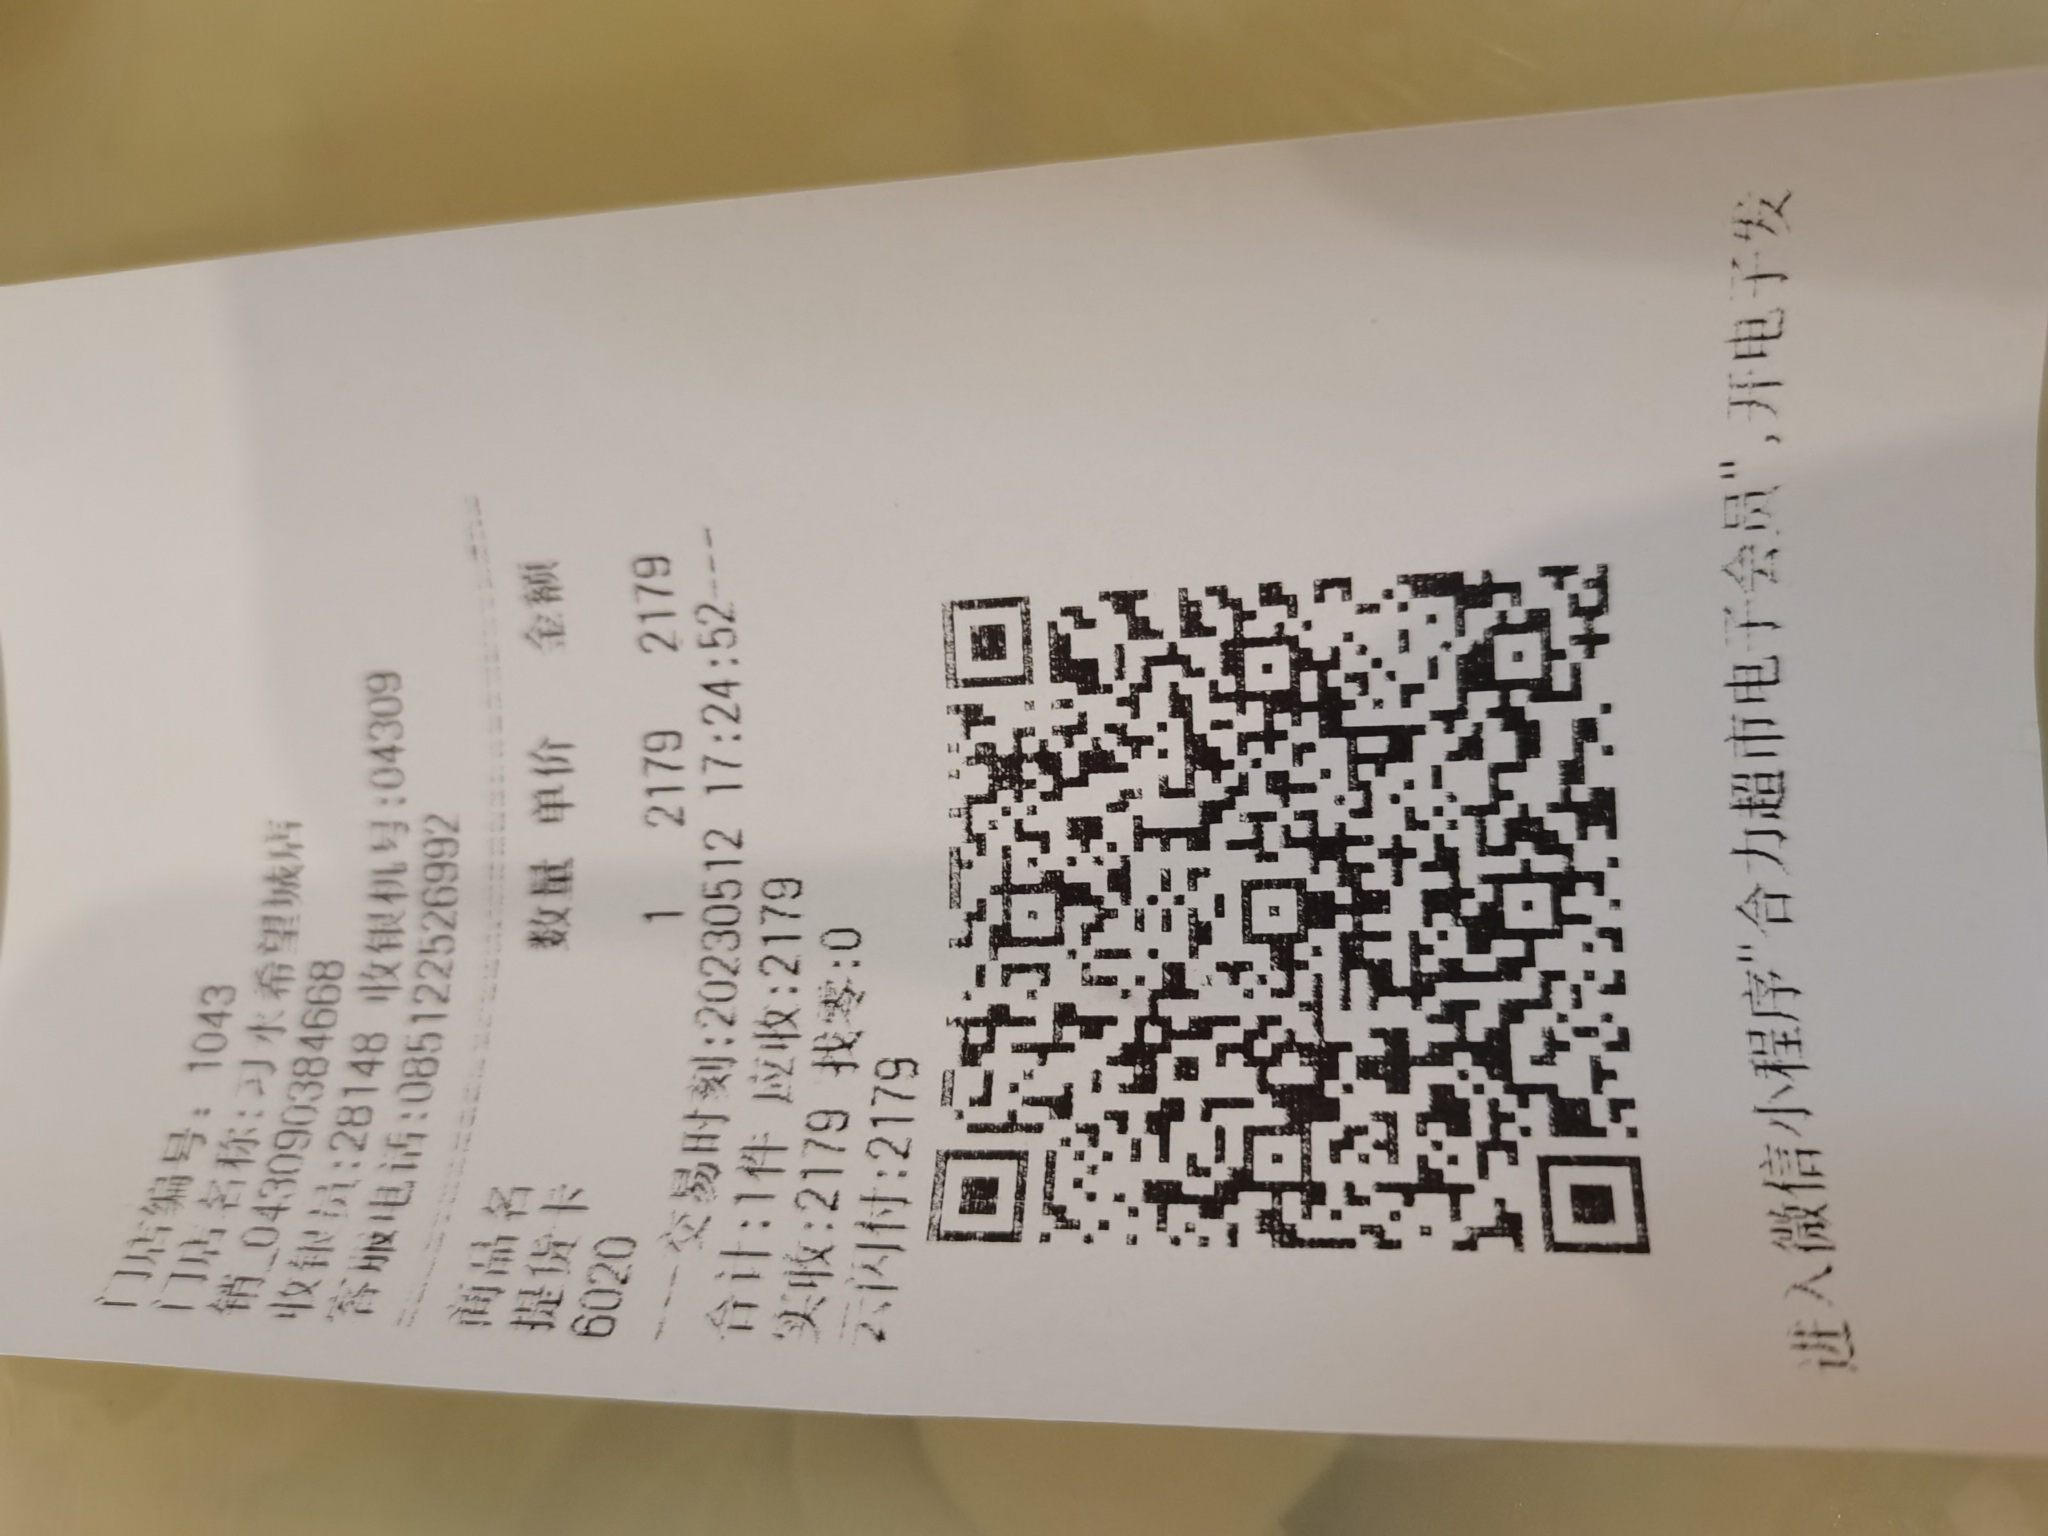 门店编号: 1043
门店名称:习水希望城店
销_0430903846​68
收银员:28148 收银机号:04309
客服电话:085122526992
商品名 数量 单价 金额
提货卡
6020 1 2179 2179
----交易时刻:20230512 17:24:52----
合计:1件 应收:2179
实收:2179 找零:0
云闪付:2179
进入微信小程序"合力超市电子会员",开电子发